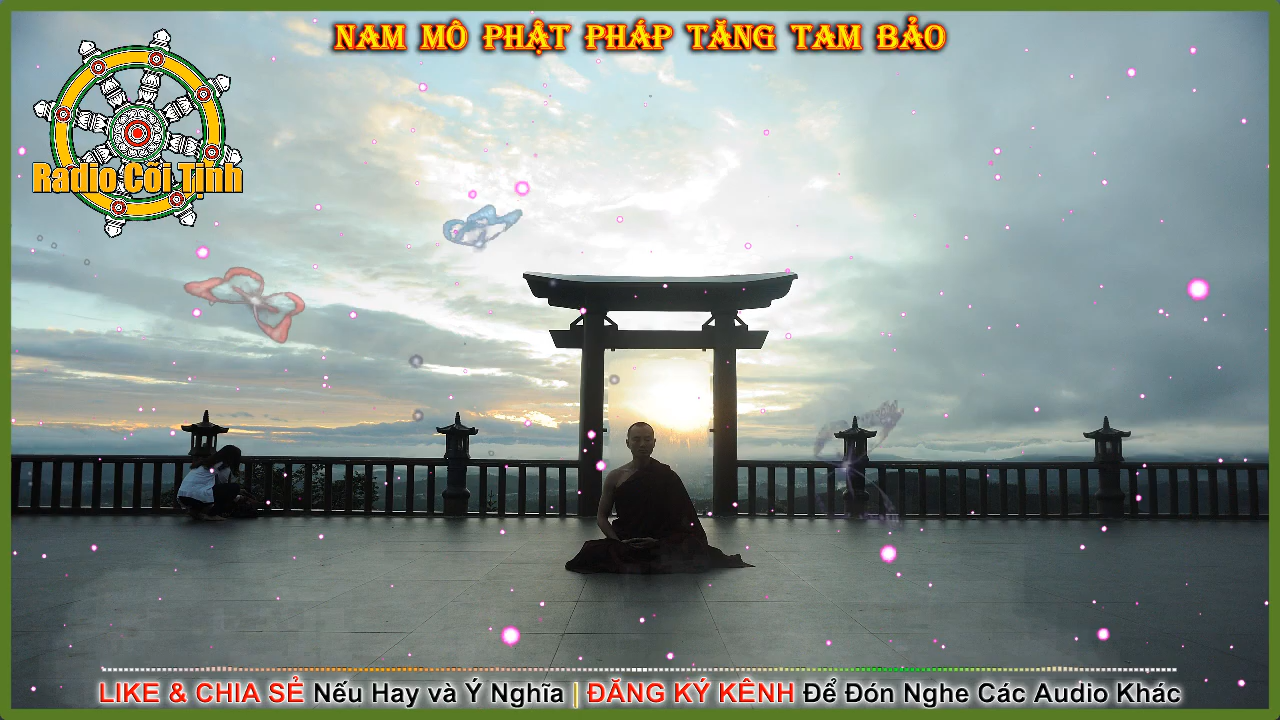 NAM MÔ PHẬT PHÁP TĂNG TAM BẢO
Radio Cõi Tịnh
LIKE & CHIA SẺ Nếu Hay và Ý Nghĩa | ĐĂNG KÝ KÊNH Để Đón Nghe Các Audio Khác